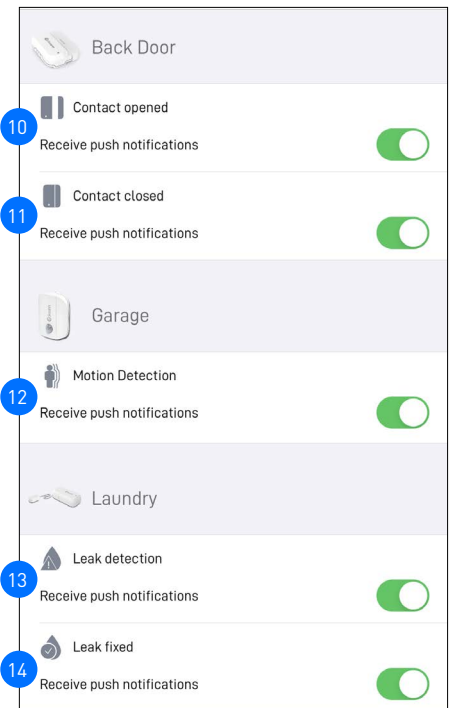 Back Door
Contact opened
10
Receive push notifications
Contact closed
11
Receive push notifications
Garage
Motion Detection
12
Receive push notifications
Laundry
Leak detection
13
Receive push notifications
Leak fixed
14
Receive push notifications